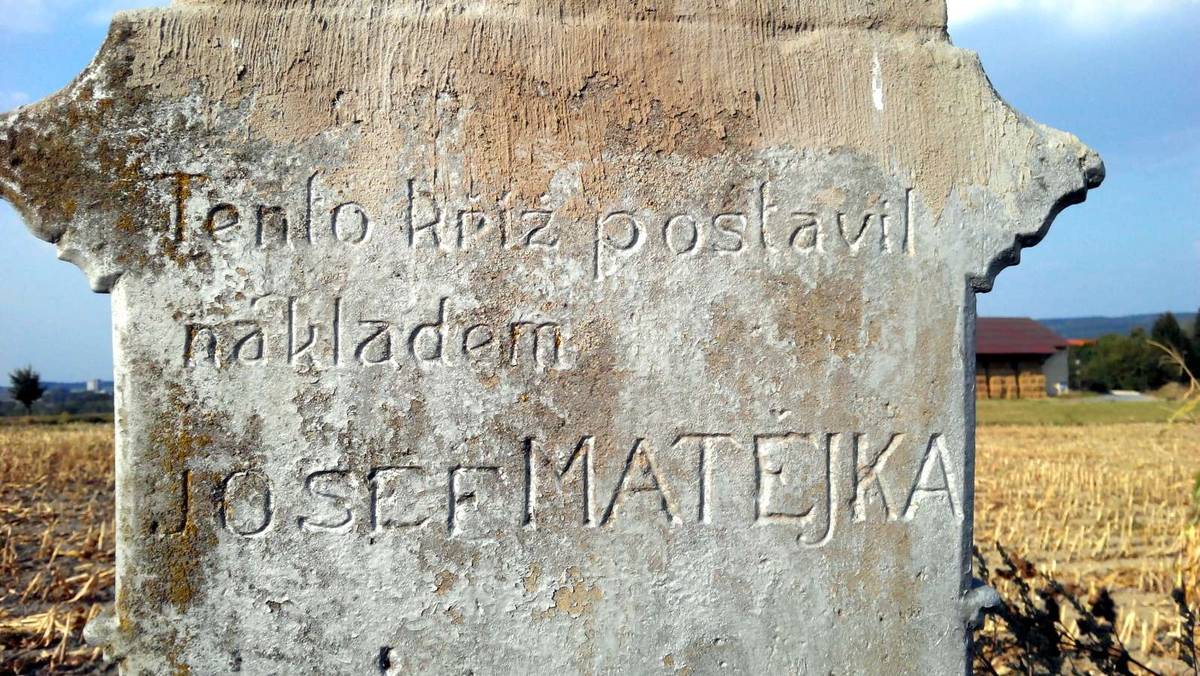 Tento kříž postavil
nákladem
JOSEF MATĚJKA